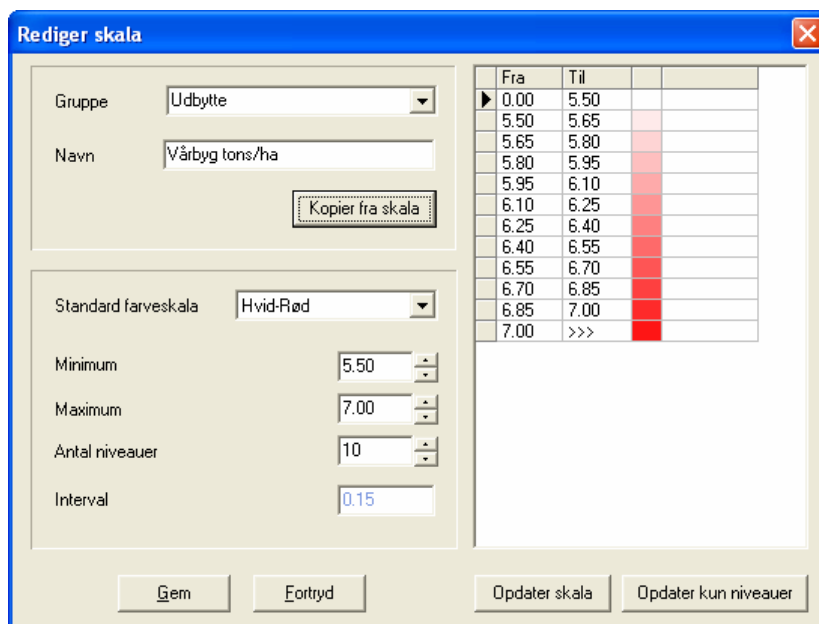 Rediger skala
Gruppe Udbytte
Navn Vårbyg tons/ha
Kopier fra skala
Standard farveskala Hvid-Rød
Minimum 5.50
Maximum 7.00
Antal niveauer 10
Interval 0.15
Gem Fortryd
Fra Til
0.00 5.50
5.50 5.65
5.65 5.80
5.80 5.95
5.95 6.10
6.10 6.25
6.25 6.40
6.40 6.55
6.55 6.70
6.70 6.85
6.85 7.00
7.00 >>>
Opdater skala Opdater kun niveauer